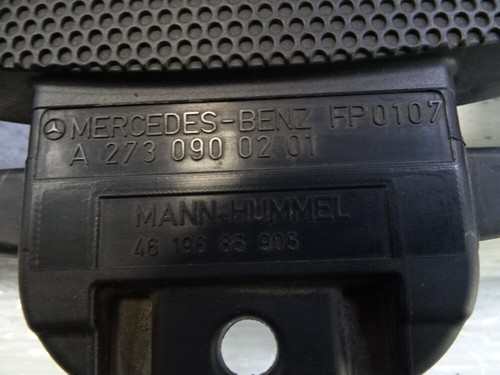 MERCEDES-BENZ FP0107
A 273 090 02 01
MANN+HUMMEL
46 196 85 905